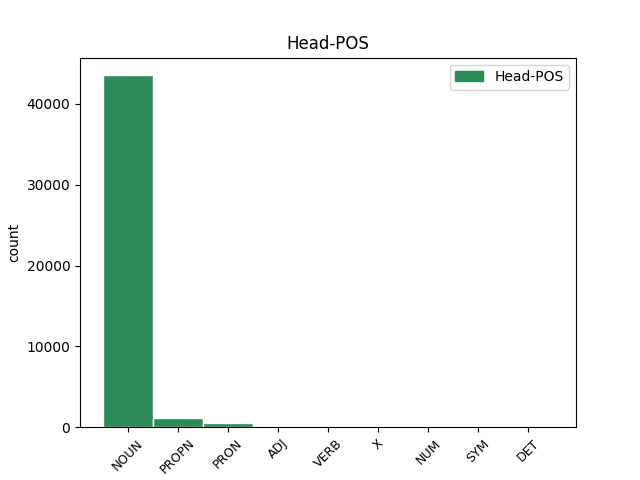 Head-POS
Head-POS
count
40000
30000
20000
10000
0
NOUN
PROPN
PRON
ADJ
VERB
X
NUM
SYM
DET